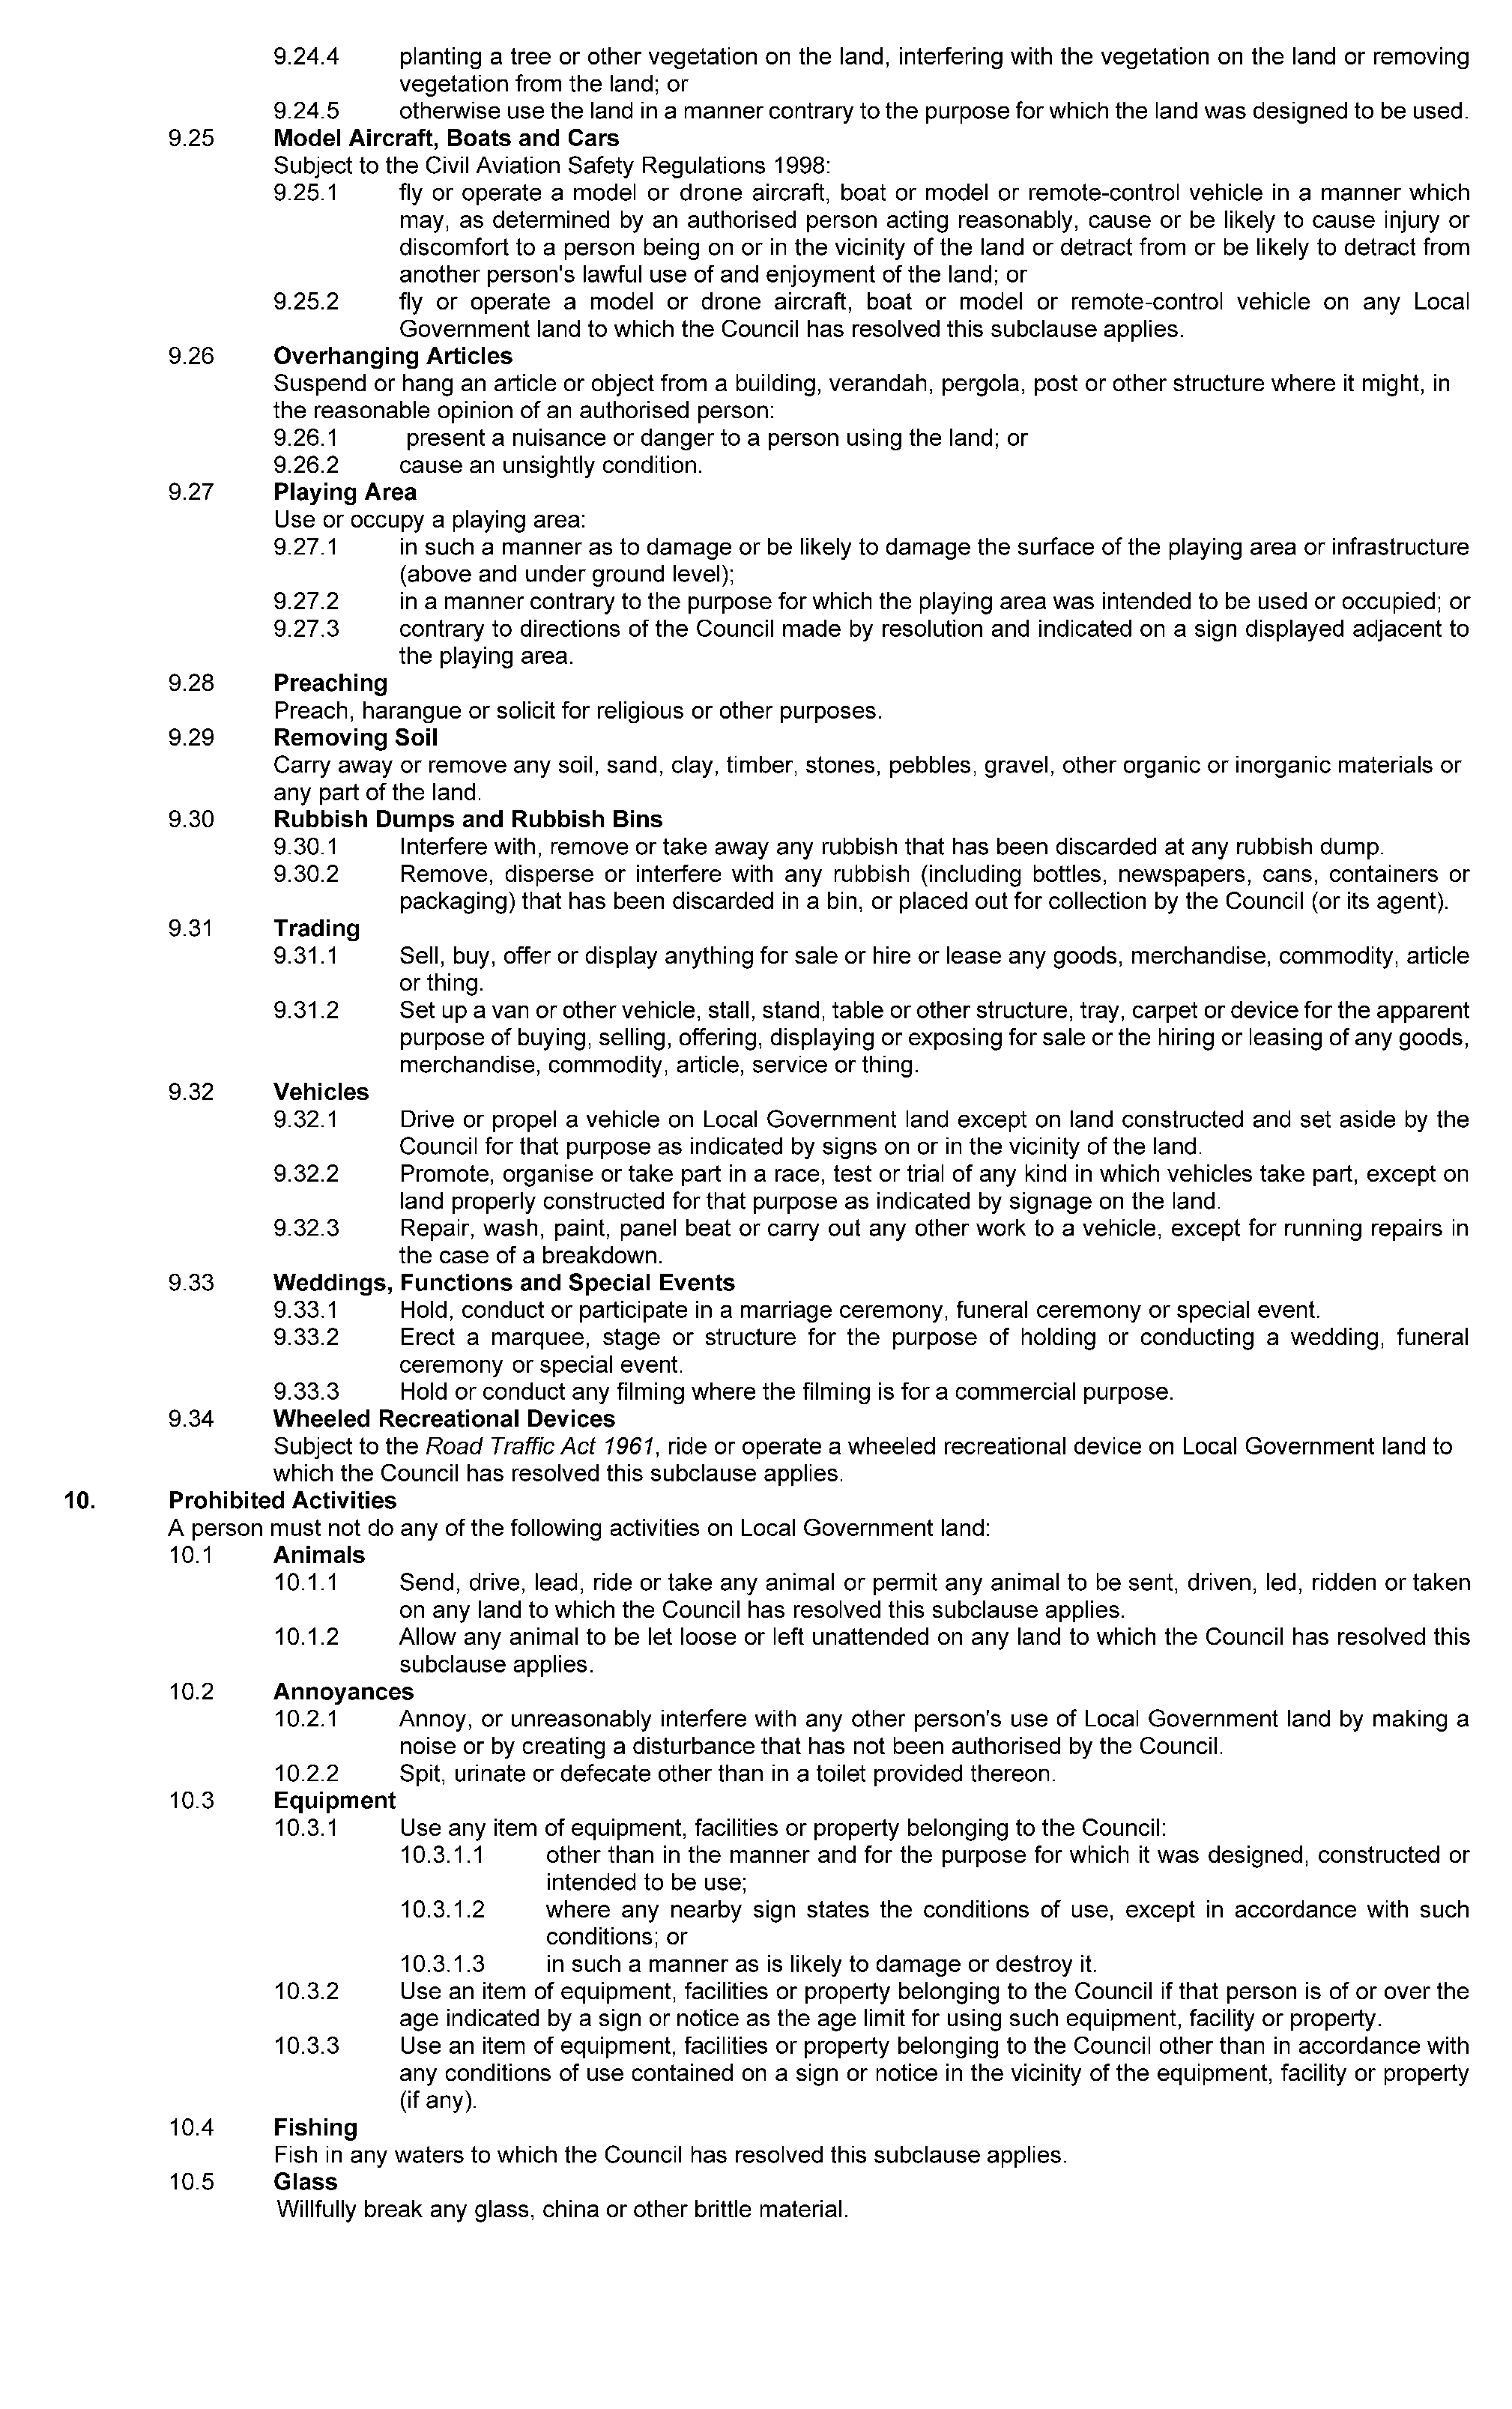 9.24.4 planting a tree or other vegetation on the land, interfering with the vegetation on the land or removing
vegetation from the land; or
9.24.5 otherwise use the land in a manner contrary to the purpose for which the land was designed to be used.
9.25 Model Aircraft, Boats and Cars
Subject to the Civil Aviation Safety Regulations 1998:
9.25.1 fly or operate a model or drone aircraft, boat or model or remote-control vehicle in a manner which
may, as determined by an authorised person acting reasonably, cause or be likely to cause injury or
discomfort to a person being on or in the vicinity of the land or detract from or be likely to detract from
another person's lawful use of and enjoyment of the land; or
9.25.2 fly or operate a model or drone aircraft, boat or model or remote-control vehicle on any Local
Government land to which the Council has resolved this subclause applies.
9.26 Overhanging Articles
Suspend or hang an article or object from a building, verandah, pergola, post or other structure where it might, in
the reasonable opinion of an authorised person:
9.26.1 present a nuisance or danger to a person using the land; or
9.26.2 cause an unsightly condition.
9.27 Playing Area
Use or occupy a playing area:
9.27.1 in such a manner as to damage or be likely to damage the surface of the playing area or infrastructure
(above and under ground level);
9.27.2 in a manner contrary to the purpose for which the playing area was intended to be used or occupied; or
9.27.3 contrary to directions of the Council made by resolution and indicated on a sign displayed adjacent to
the playing area.
9.28 Preaching
Preach, harangue or solicit for religious or other purposes.
9.29 Removing Soil
Carry away or remove any soil, sand, clay, timber, stones, pebbles, gravel, other organic or inorganic materials or
any part of the land.
9.30 Rubbish Dumps and Rubbish Bins
9.30.1 Interfere with, remove or take away any rubbish that has been discarded at any rubbish dump.
9.30.2 Remove, disperse or interfere with any rubbish (including bottles, newspapers, cans, containers or
packaging) that has been discarded in a bin, or placed out for collection by the Council (or its agent).
9.31 Trading
9.31.1 Sell, buy, offer or display anything for sale or hire or lease any goods, merchandise, commodity, article
or thing.
9.31.2 Set up a van or other vehicle, stall, stand, table or other structure, tray, carpet or device for the apparent
purpose of buying, selling, offering, displaying or exposing for sale or the hiring or leasing of any goods,
merchandise, commodity, article, service or thing.
9.32 Vehicles
9.32.1 Drive or propel a vehicle on Local Government land except on land constructed and set aside by the
Council for that purpose as indicated by signs on or in the vicinity of the land.
9.32.2 Promote, organise or take part in a race, test or trial of any kind in which vehicles take part, except on
land properly constructed for that purpose as indicated by signage on the land.
9.32.3 Repair, wash, paint, panel beat or carry out any other work to a vehicle, except for running repairs in
the case of a breakdown.
9.33 Weddings, Functions and Special Events
9.33.1 Hold, conduct or participate in a marriage ceremony, funeral ceremony or special event.
9.33.2 Erect a marquee, stage or structure for the purpose of holding or conducting a wedding, funeral
ceremony or special event.
9.33.3 Hold or conduct any filming where the filming is for a commercial purpose.
9.34 Wheeled Recreational Devices
Subject to the Road Traffic Act 1961, ride or operate a wheeled recreational device on Local Government land to
which the Council has resolved this subclause applies.
10. Prohibited Activities
A person must not do any of the following activities on Local Government land:
10.1 Animals
10.1.1 Send, drive, lead, ride or take any animal or permit any animal to be sent, driven, led, ridden or taken
on any land to which the Council has resolved this subclause applies.
10.1.2 Allow any animal to be let loose or left unattended on any land to which the Council has resolved this
subclause applies.
10.2 Annoyances
10.2.1 Annoy, or unreasonably interfere with any other person's use of Local Government land by making a
noise or by creating a disturbance that has not been authorised by the Council.
10.2.2 Spit, urinate or defecate other than in a toilet provided thereon.
10.3 Equipment
10.3.1 Use any item of equipment, facilities or property belonging to the Council:
10.3.1.1 other than in the manner and for the purpose for which it was designed, constructed or
intended to be use;
10.3.1.2 where any nearby sign states the conditions of use, except in accordance with such
conditions; or
10.3.1.3 in such a manner as is likely to damage or destroy it.
10.3.2 Use an item of equipment, facilities or property belonging to the Council if that person is of or over the
age indicated by a sign or notice as the age limit for using such equipment, facility or property.
10.3.3 Use an item of equipment, facilities or property belonging to the Council other than in accordance with
any conditions of use contained on a sign or notice in the vicinity of the equipment, facility or property
(if any).
10.4 Fishing
Fish in any waters to which the Council has resolved this subclause applies.
10.5 Glass
Willfully break any glass, china or other brittle material.